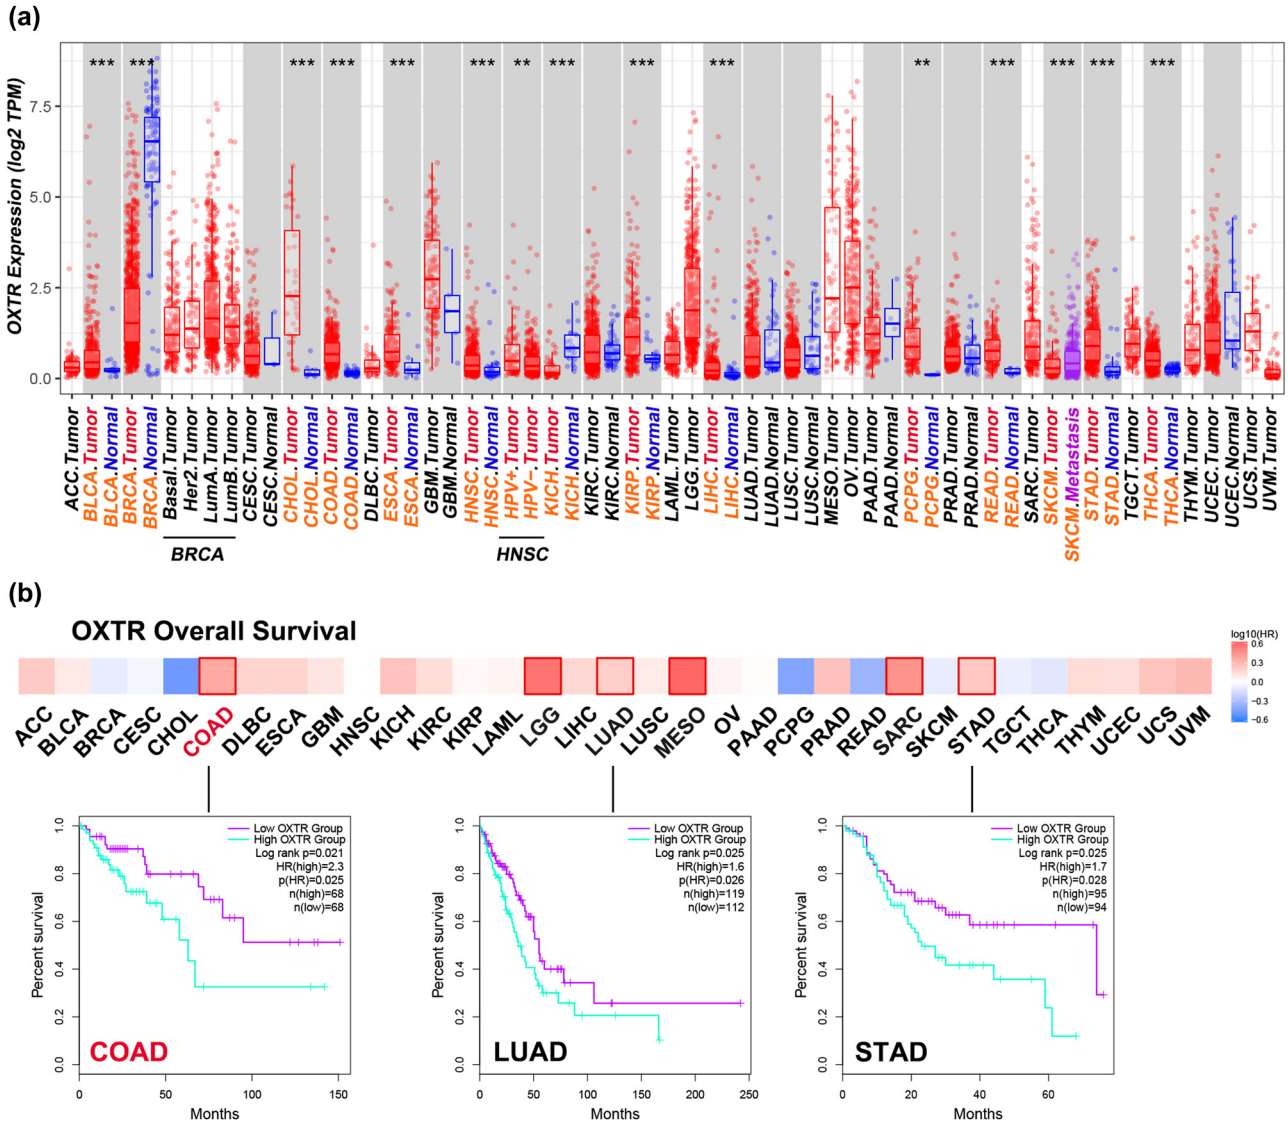 (a)
*** *** *** *** *** *** ** *** *** *** ** *** *** *** ***
OXTR Expression (log2 TPM)
7.5
5.0
2.5
0.0
ACC.Tumor
BLCA.Tumor
BLCA.Normal
BRCA.Tumor
BRCA.Normal
Basal.Tumor
Her2.Tumor
LumA.Tumor
LumB.Tumor
CESC.Tumor
CESC.Normal
CHOL.Tumor
CHOL.Normal
COAD.Tumor
COAD.Normal
DLBC.Tumor
ESCA.Tumor
ESCA.Normal
GBM.Tumor
GBM.Normal
HNSC.Tumor
HNSC.Normal
HPV+.Tumor
HPV-.Tumor
KICH.Tumor
KICH.Normal
KIRC.Tumor
KIRC.Normal
KIRP.Tumor
KIRP.Normal
LAML.Tumor
LGG.Tumor
LIHC.Tumor
LIHC.Normal
LUAD.Tumor
LUAD.Normal
LUSC.Tumor
LUSC.Normal
MESO.Tumor
OV.Tumor
PAAD.Tumor
PAAD.Normal
PCPG.Tumor
PCPG.Normal
PRAD.Tumor
PRAD.Normal
READ.Tumor
READ.Normal
SARC.Tumor
SKCM.Tumor
SKCM.Metastasis
STAD.Tumor
STAD.Normal
TGCT.Tumor
THCA.Tumor
THCA.Normal
THYM.Tumor
UCEC.Tumor
UCEC.Normal
UCS.Tumor
UVM.Tumor
BRCA
HNSC
(b)
OXTR Overall Survival
log10(HR)
0.6
0.3
0.0
-0.3
-0.6
ACC
BLCA
BRCA
CESC
CHOL
COAD
DLBC
ESCA
GBM
HNSC
KICH
KIRC
KIRP
LAML
LGG
LIHC
LUAD
LUSC
MESO
OV
PAAD
PCPG
PRAD
READ
SARC
SKCM
STAD
TGCT
THCA
THYM
UCEC
UCS
UVM
Percent survival
1.0
0.8
0.6
0.4
0.2
0.0
Low OXTR Group
High OXTR Group
Log rank p=0.021
HR(high)=2.3
p(HR)=0.025
n(high)=68
n(low)=68
COAD
0 50 100 150
Months
Percent survival
1.0
0.8
0.6
0.4
0.2
0.0
Low OXTR Group
High OXTR Group
Log rank p=0.025
HR(high)=1.6
p(HR)=0.026
n(high)=119
n(low)=112
LUAD
0 50 100 150 200 250
Months
Percent survival
1.0
0.8
0.6
0.4
0.2
0.0
Low OXTR Group
High OXTR Group
Log rank p=0.025
HR(high)=1.7
p(HR)=0.028
n(high)=95
n(low)=94
STAD
0 20 40 60
Months